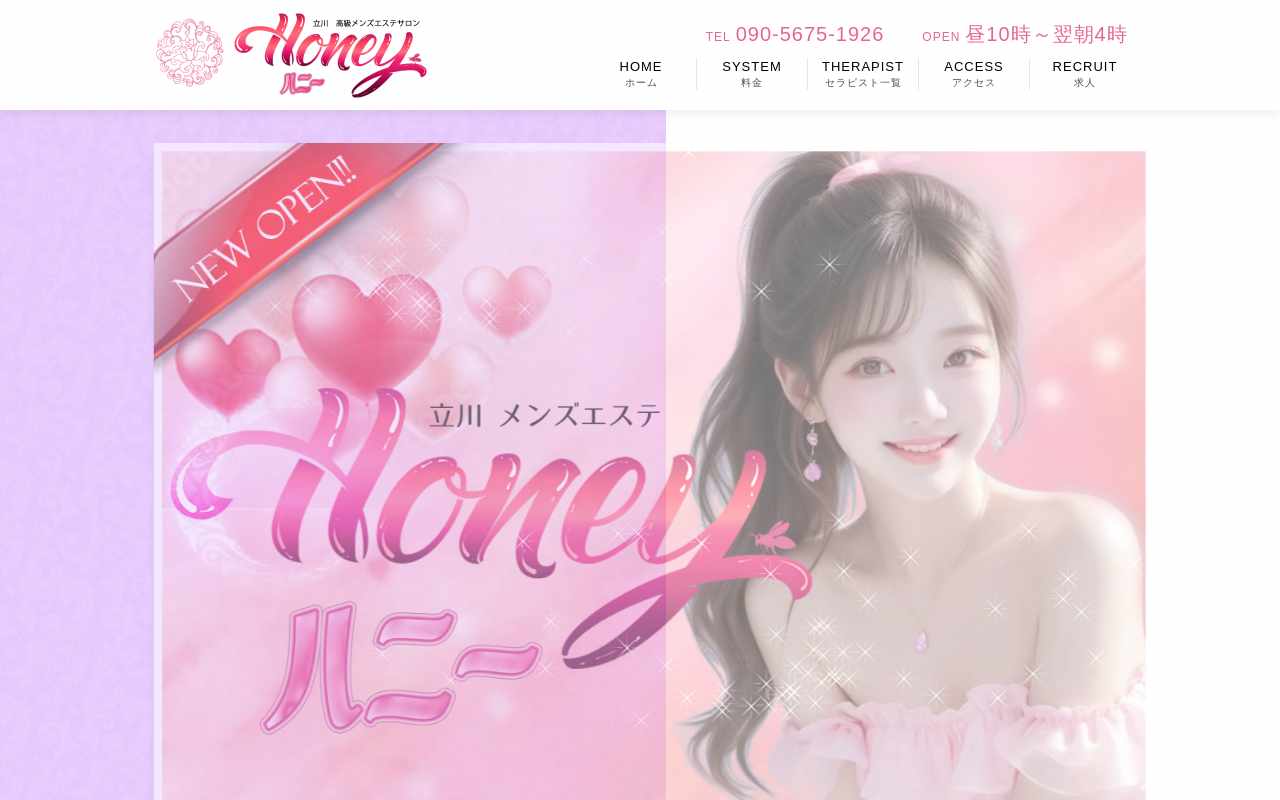 立川 高級メンズエステサロン
Honey
ハニー
TEL 090-5675-1926
OPEN 昼10時～翌朝4時
HOME
ホーム
SYSTEM
料金
THERAPIST
セラピスト一覧
ACCESS
アクセス
RECRUIT
求人
NEW OPEN!!
立川 メンズエステ
Honey
ハニー